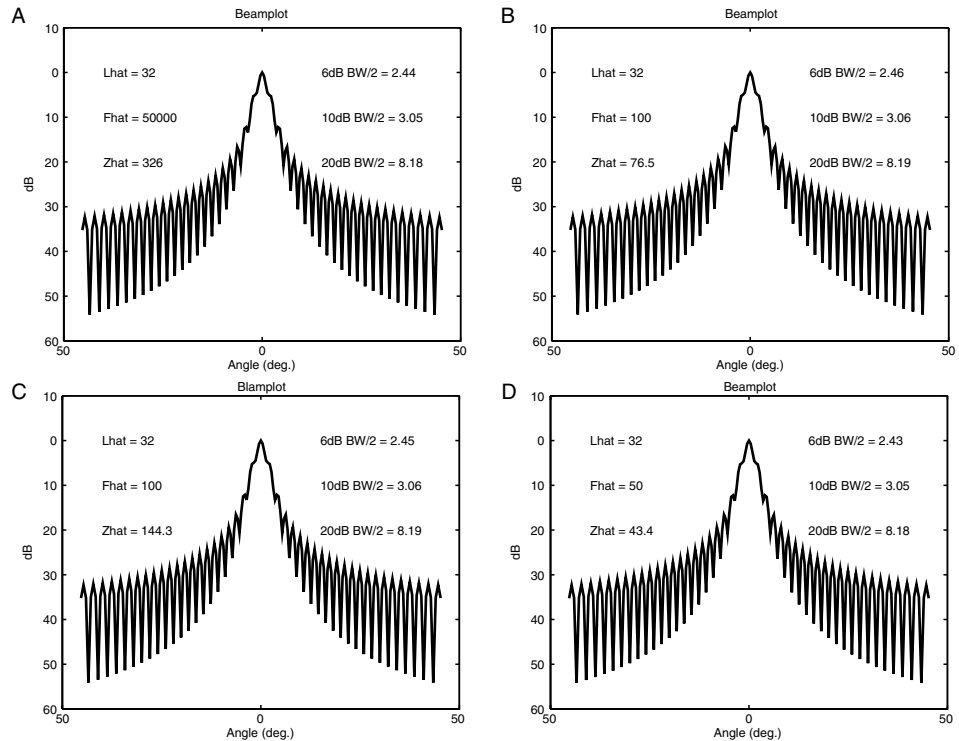 A
Beamplot
10
0
10
20
30
40
50
60
dB
Lhat = 32
6dB BW/2 = 2.44
Fhat = 50000
10dB BW/2 = 3.05
Zhat = 326
20dB BW/2 = 8.18
50
0
50
Angle (deg.)
B
Beamplot
10
0
10
20
30
40
50
60
dB
Lhat = 32
6dB BW/2 = 2.46
Fhat = 100
10dB BW/2 = 3.06
Zhat = 76.5
20dB BW/2 = 8.19
50
0
50
Angle (deg.)
C
Blamplot
10
0
10
20
30
40
50
60
dB
Lhat = 32
6dB BW/2 = 2.45
Fhat = 100
10dB BW/2 = 3.06
Zhat = 144.3
20dB BW/2 = 8.19
50
0
50
Angle (deg.)
D
Beamplot
10
0
10
20
30
40
50
60
dB
Lhat = 32
6dB BW/2 = 2.43
Fhat = 50
10dB BW/2 = 3.05
Zhat = 43.4
20dB BW/2 = 8.18
50
0
50
Angle (deg.)